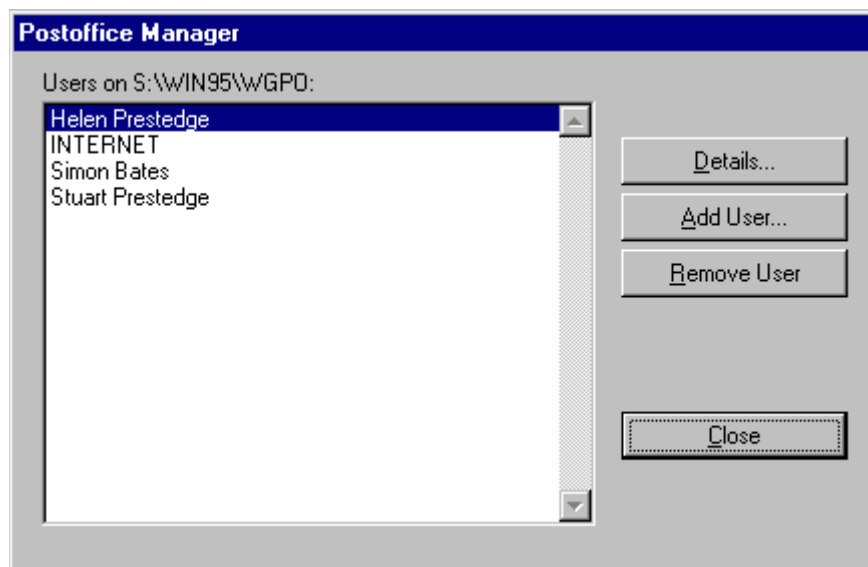 Postoffice Manager
Users on S:\WIN95\WGPO:
Helen Prestedge
INTERNET
Simon Bates
Stuart Prestedge
Details...
Add User...
Remove User
Close